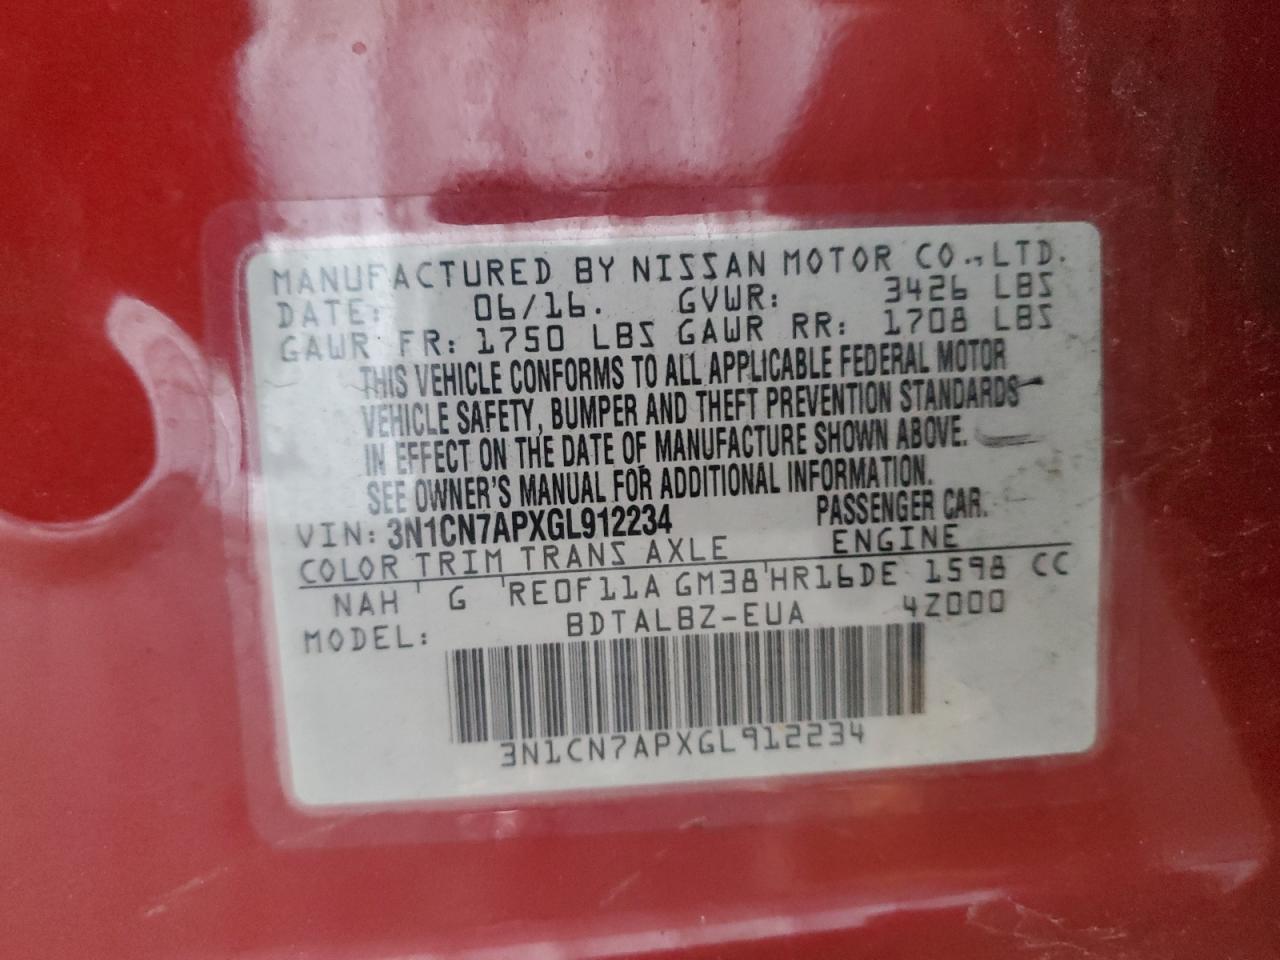 MANUFACTURED BY NISSAN MOTOR CO.,LTD.
DATE: 06/16. GVWR: 3426 LBS
GAWR FR: 1750 LBS GAWR RR: 1708 LBS
THIS VEHICLE CONFORMS TO ALL APPLICABLE FEDERAL MOTOR
VEHICLE SAFETY, BUMPER AND THEFT PREVENTION STANDARDS
IN EFFECT ON THE DATE OF MANUFACTURE SHOWN ABOVE.
SEE OWNER'S MANUAL FOR ADDITIONAL INFORMATION.
VIN: 3N1CN7APXGL912234 PASSENGER CAR.
COLOR TRIM TRANS AXLE ENGINE
NAH G RE0F11A GM38 HR16DE 1598 CC
MODEL: BDTALBZ-EUA 4Z000
3N1CN7APXGL912234